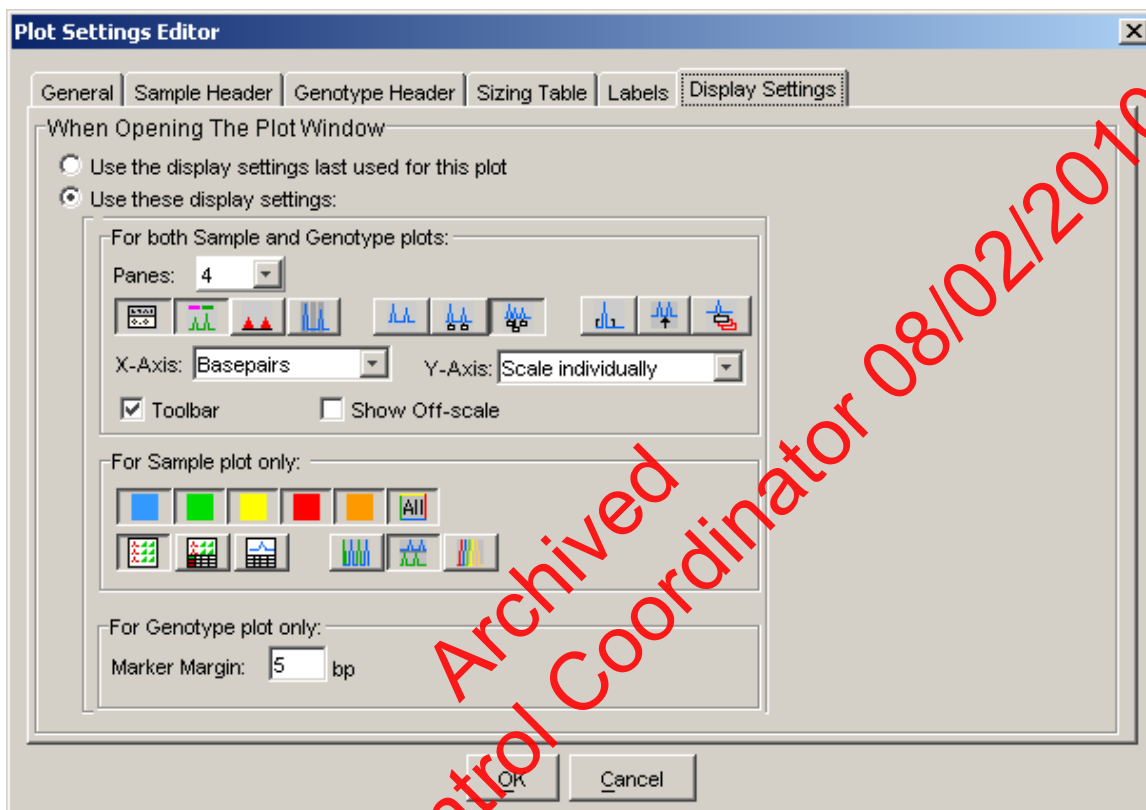 Plot Settings Editor
General Sample Header Genotype Header Sizing Table Labels Display Settings
When Opening The Plot Window
Use the display settings last used for this plot
Use these display settings:
For both Sample and Genotype plots:
Panes: 4
X-Axis: Basepairs Y-Axis: Scale individually
Toolbar Show Off-scale
For Sample plot only:
All
For Genotype plot only:
Marker Margin: 5 bp
OK Cancel
Archived
Coordinator 08/02/2010